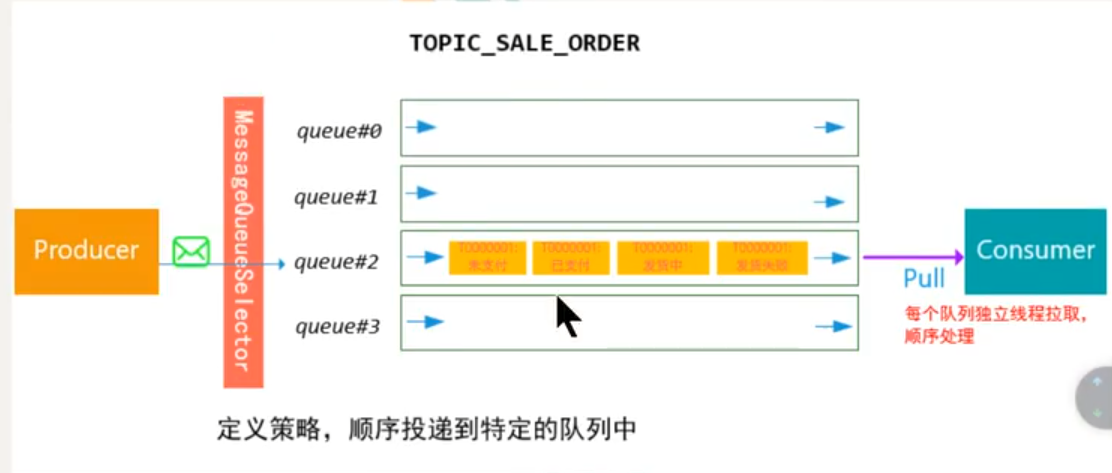 TOPIC_SALE_ORDER
MessageQueueSelector
queue#0
queue#1
Producer
Consumer
queue#2
T0000001:
未支付
T0000001:
已支付
T0000001:
发货中
T0000001:
发货失败
Pull
queue#3
每个队列独立线程拉取，
顺序处理
定义策略，顺序投递到特定的队列中